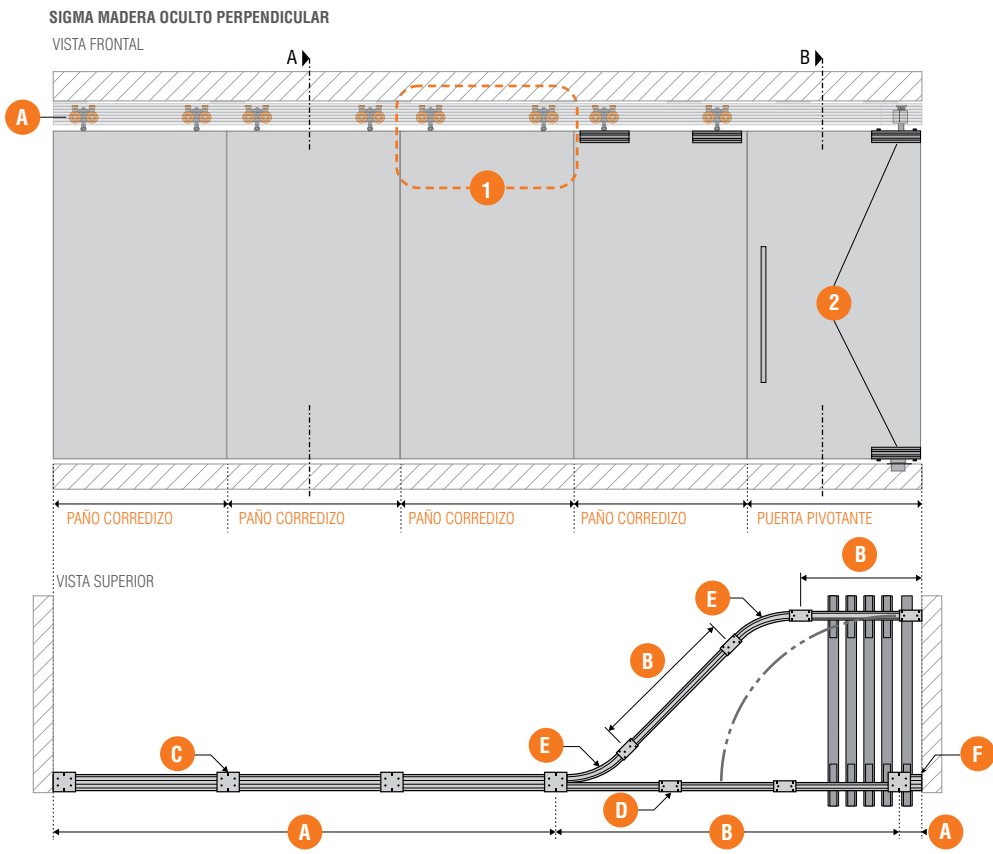 SIGMA MADERA OCULTO PERPENDICULAR
VISTA FRONTAL
A
B
A
1
2
PAÑO CORREDIZO
PAÑO CORREDIZO
PAÑO CORREDIZO
PAÑO CORREDIZO
PUERTA PIVOTANTE
VISTA SUPERIOR
B
E
B
E
C
F
D
A
B
A